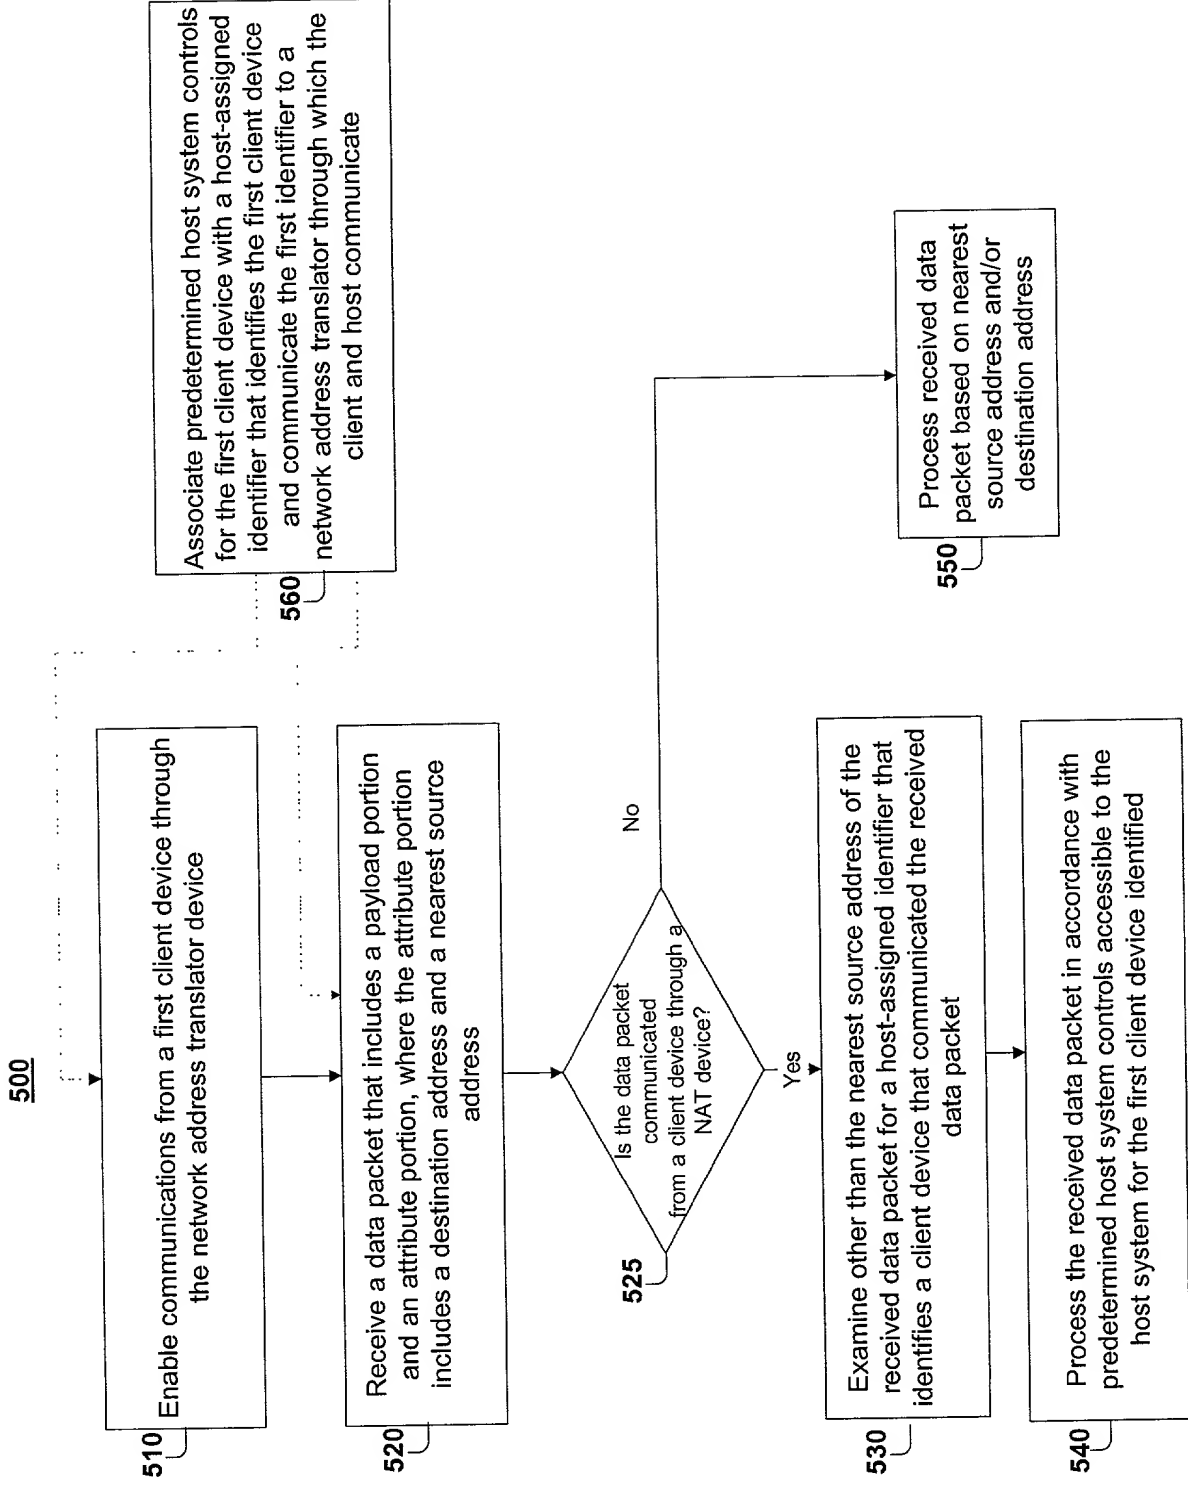 500
Enable communications from a first client device through
the network address translator device
510
Receive a data packet that includes a payload portion
and an attribute portion, where the attribute portion
includes a destination address and a nearest source
address
520
Is the data packet
communicated
from a client device through a
NAT device?
525
No
Yes
Examine other than the nearest source address of the
received data packet for a host-assigned identifier that
identifies a client device that communicated the received
data packet
530
Process the received data packet in accordance with
predetermined host system controls accessible to the
host system for the first client device identified
540
Process received data
packet based on nearest
source address and/or
destination address
550
Associate predetermined host system controls
for the first client device with a host-assigned
identifier that identifies the first client device
and communicate the first identifier to a
network address translator through which the
client and host communicate
560